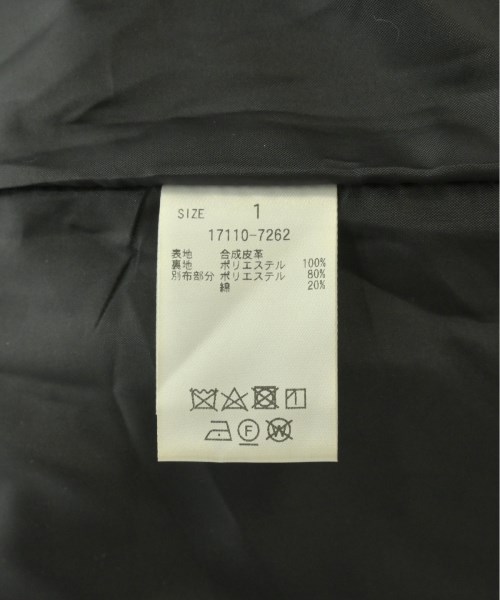 SIZE 1
17110-7262
表地 合成皮革
裏地 ポリエステル 100%
別布部分 ポリエステル 80%
綿 20%
F W